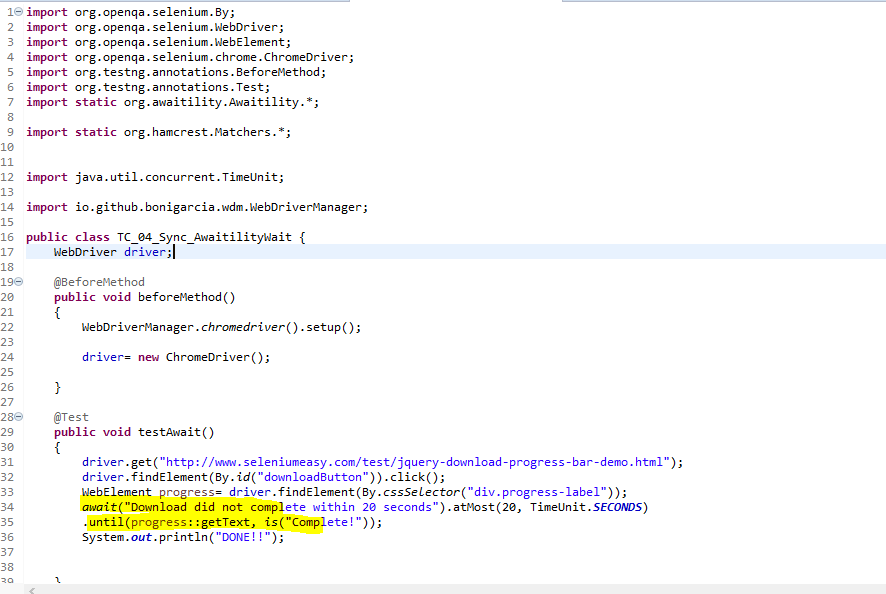 1 import org.openqa.selenium.By;
2 import org.openqa.selenium.WebDriver;
3 import org.openqa.selenium.WebElement;
4 import org.openqa.selenium.chrome.ChromeDriver;
5 import org.testng.annotations.BeforeMethod;
6 import org.testng.annotations.Test;
7 import static org.awaitility.Awaitility.*;
8
9 import static org.hamcrest.Matchers.*;
10
11
12 import java.util.concurrent.TimeUnit;
13
14 import io.github.bonigarcia.wdm.WebDriverManager;
15
16 public class TC_04_Sync_AwaitilityWait {
17 WebDriver driver;
18
19 @BeforeMethod
20 public void beforeMethod()
21 {
22 WebDriverManager.chromedriver().setup();
23
24 driver= new ChromeDriver();
25
26 }
27
28 @Test
29 public void testAwait()
30 {
31 driver.get("http://www.seleniumeasy.com/test/jquery-download-progress-bar-demo.html");
32 driver.findElement(By.id("downloadButton")).click();
33 WebElement progress= driver.findElement(By.cssSelector("div.progress-label"));
34 await("Download did not complete within 20 seconds").atMost(20, TimeUnit.SECONDS)
35 .until(progress::getText, is("Complete!"));
36 System.out.println("DONE!!");
37
38
39 }